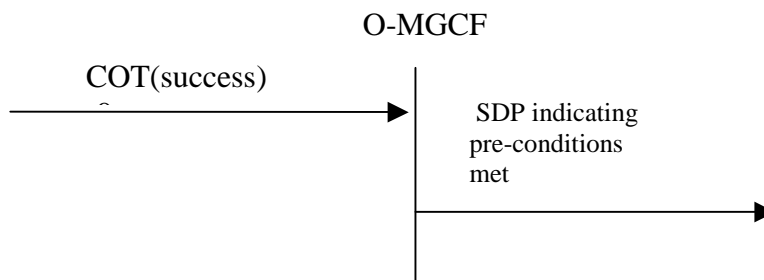 O-MGCF
COT(success)
SDP indicating
pre-conditions
met